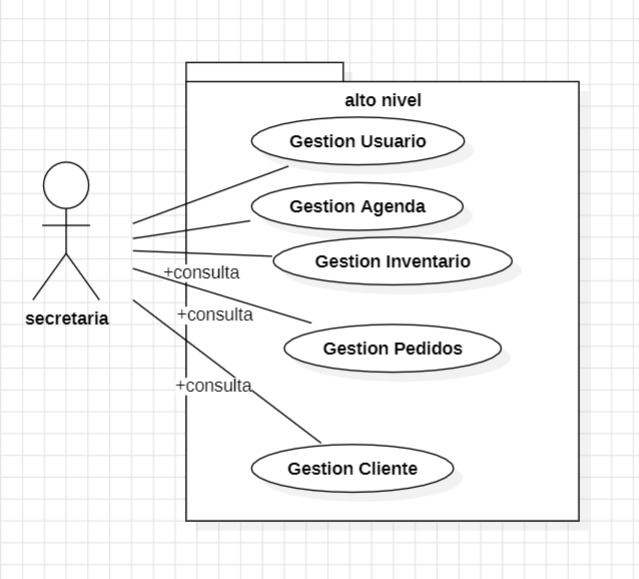 alto nivel
Gestion Usuario
Gestion Agenda
Gestion Inventario
+consulta
+consulta
secretaria
Gestion Pedidos
+consulta
Gestion Cliente